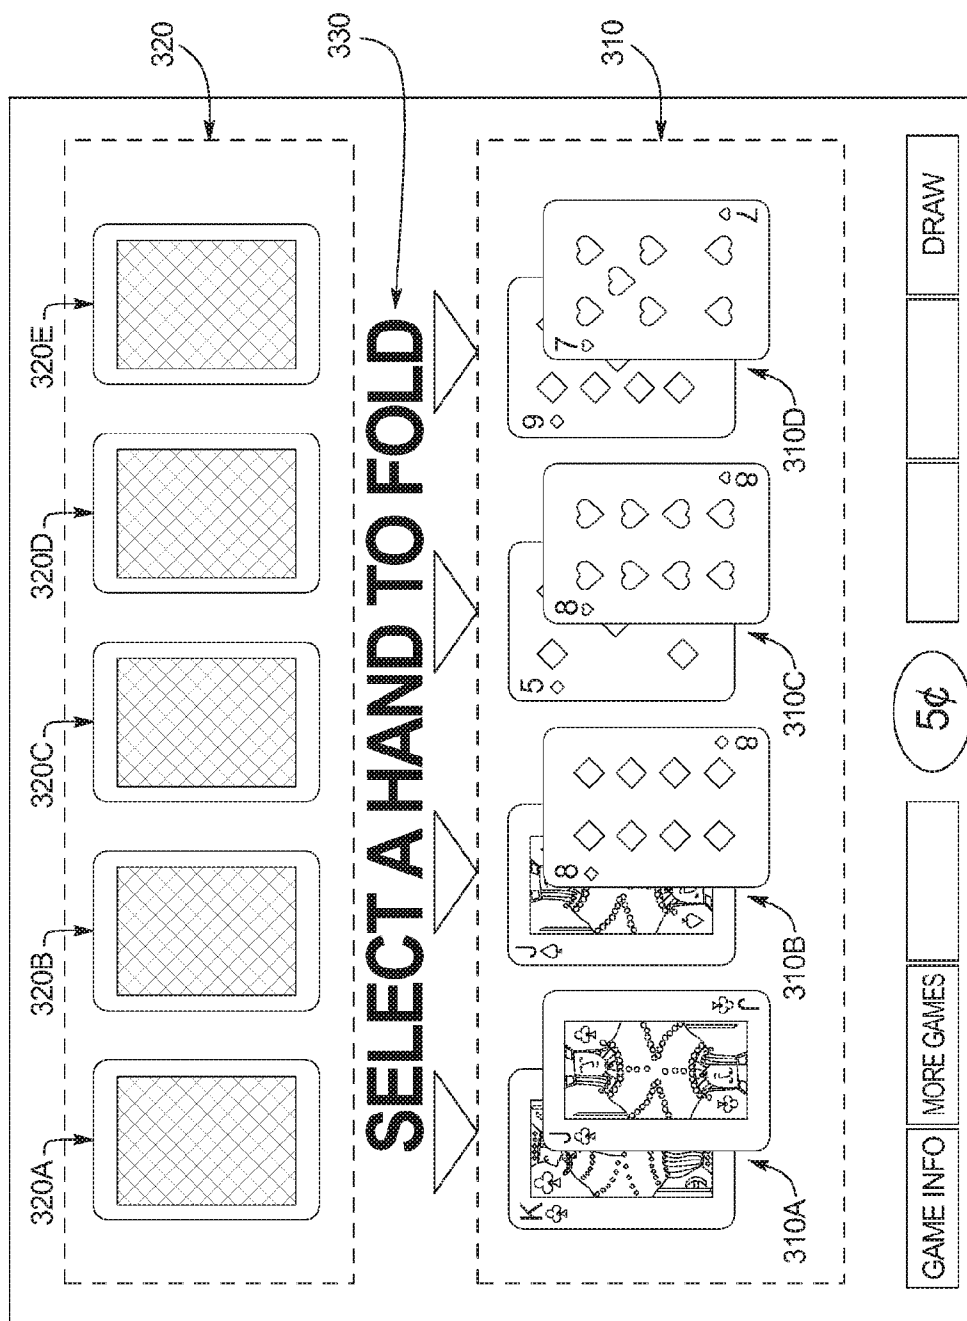 320A 320B 320C 320D 320E
320
SELECT A HAND TO FOLD
330
310
K J J
J 8 8
5 8 8
9 7 7
310A 310B 310C 310D
GAME INFO MORE GAMES 5¢ DRAW